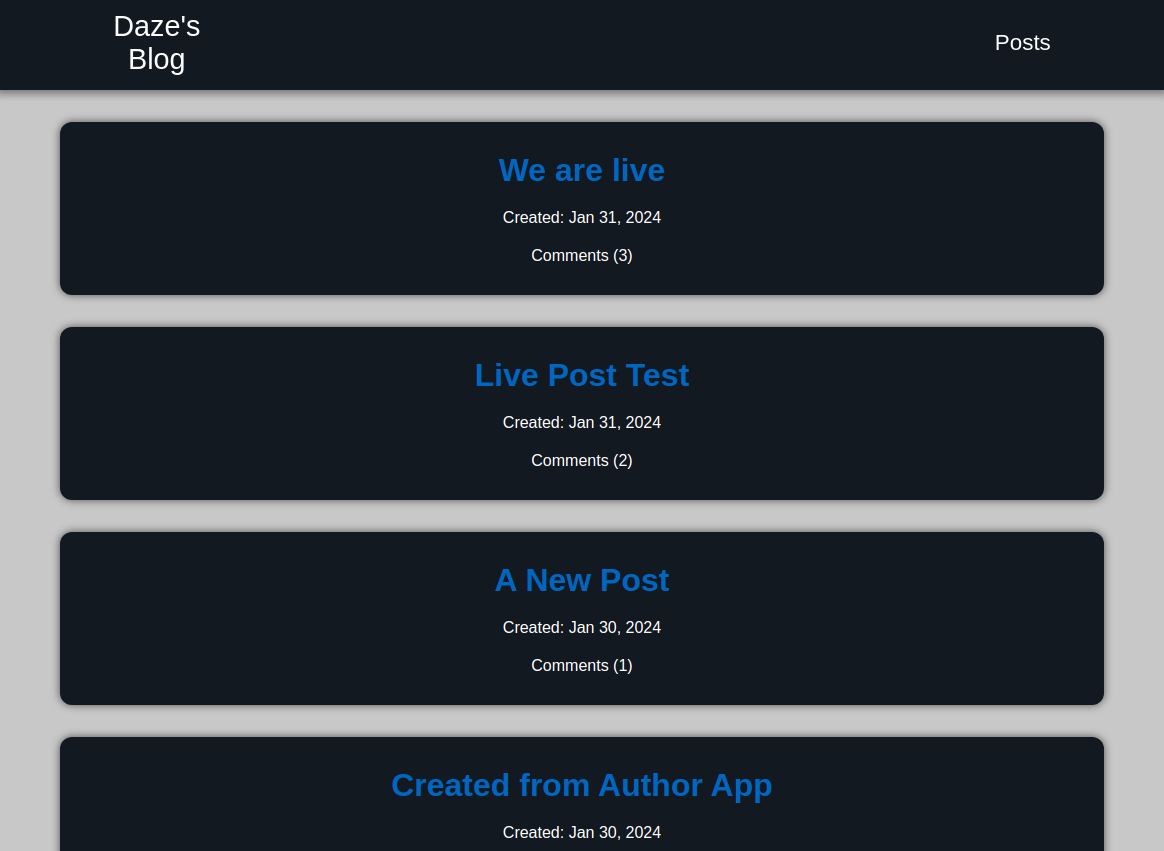 Daze's
Blog
Posts
We are live
Created: Jan 31, 2024
Comments (3)
Live Post Test
Created: Jan 31, 2024
Comments (2)
A New Post
Created: Jan 30, 2024
Comments (1)
Created from Author App
Created: Jan 30, 2024